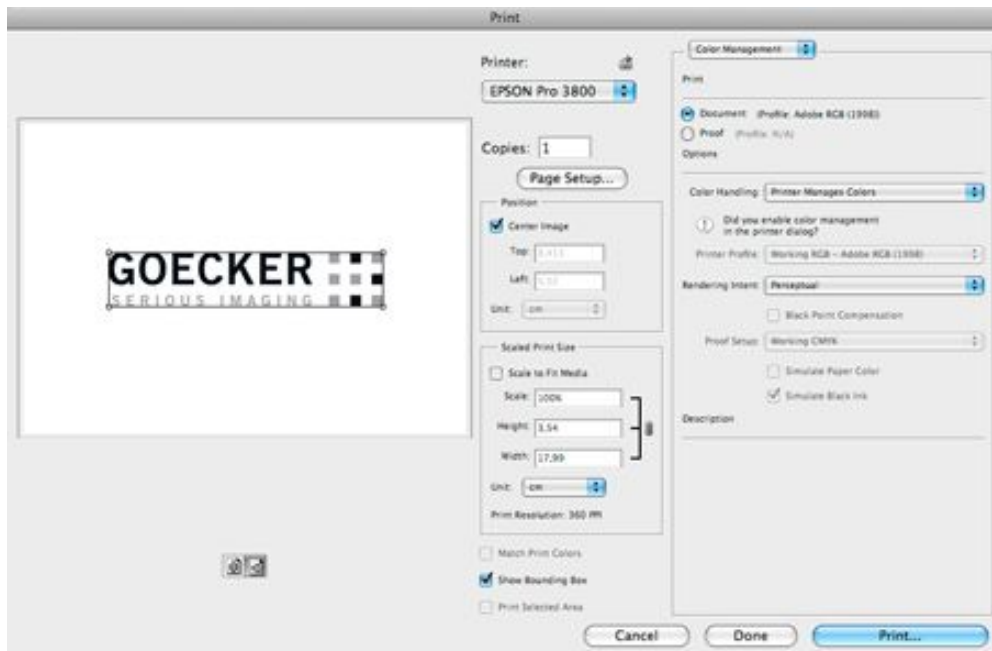 Print
GOECKER
SERIOUS IMAGING
Printer:
EPSON Pro 3800
Copies: 1
Page Setup...
Position
Center Image
Top:
Left:
Unit: cm
Scaled Print Size
Scale to Fit Media
Scale: 100%
Height: 3,54
Width: 17,99
Unit: cm
Print Resolution: 360 PPI
Match Print Colors
Show Bounding Box
Print Selected Area
Color Management
Print
Document (Profile: Adobe RGB (1998))
Proof (Profile: N/A)
Options
Color Handling: Printer Manages Colors
Did you enable color management
in the printer dialog?
Printer Profile: Working RGB - Adobe RGB (1998)
Rendering Intent: Perceptual
Black Point Compensation
Proof Setup: Working CMYK
Simulate Paper Color
Simulate Black Ink
Description
Cancel
Done
Print...